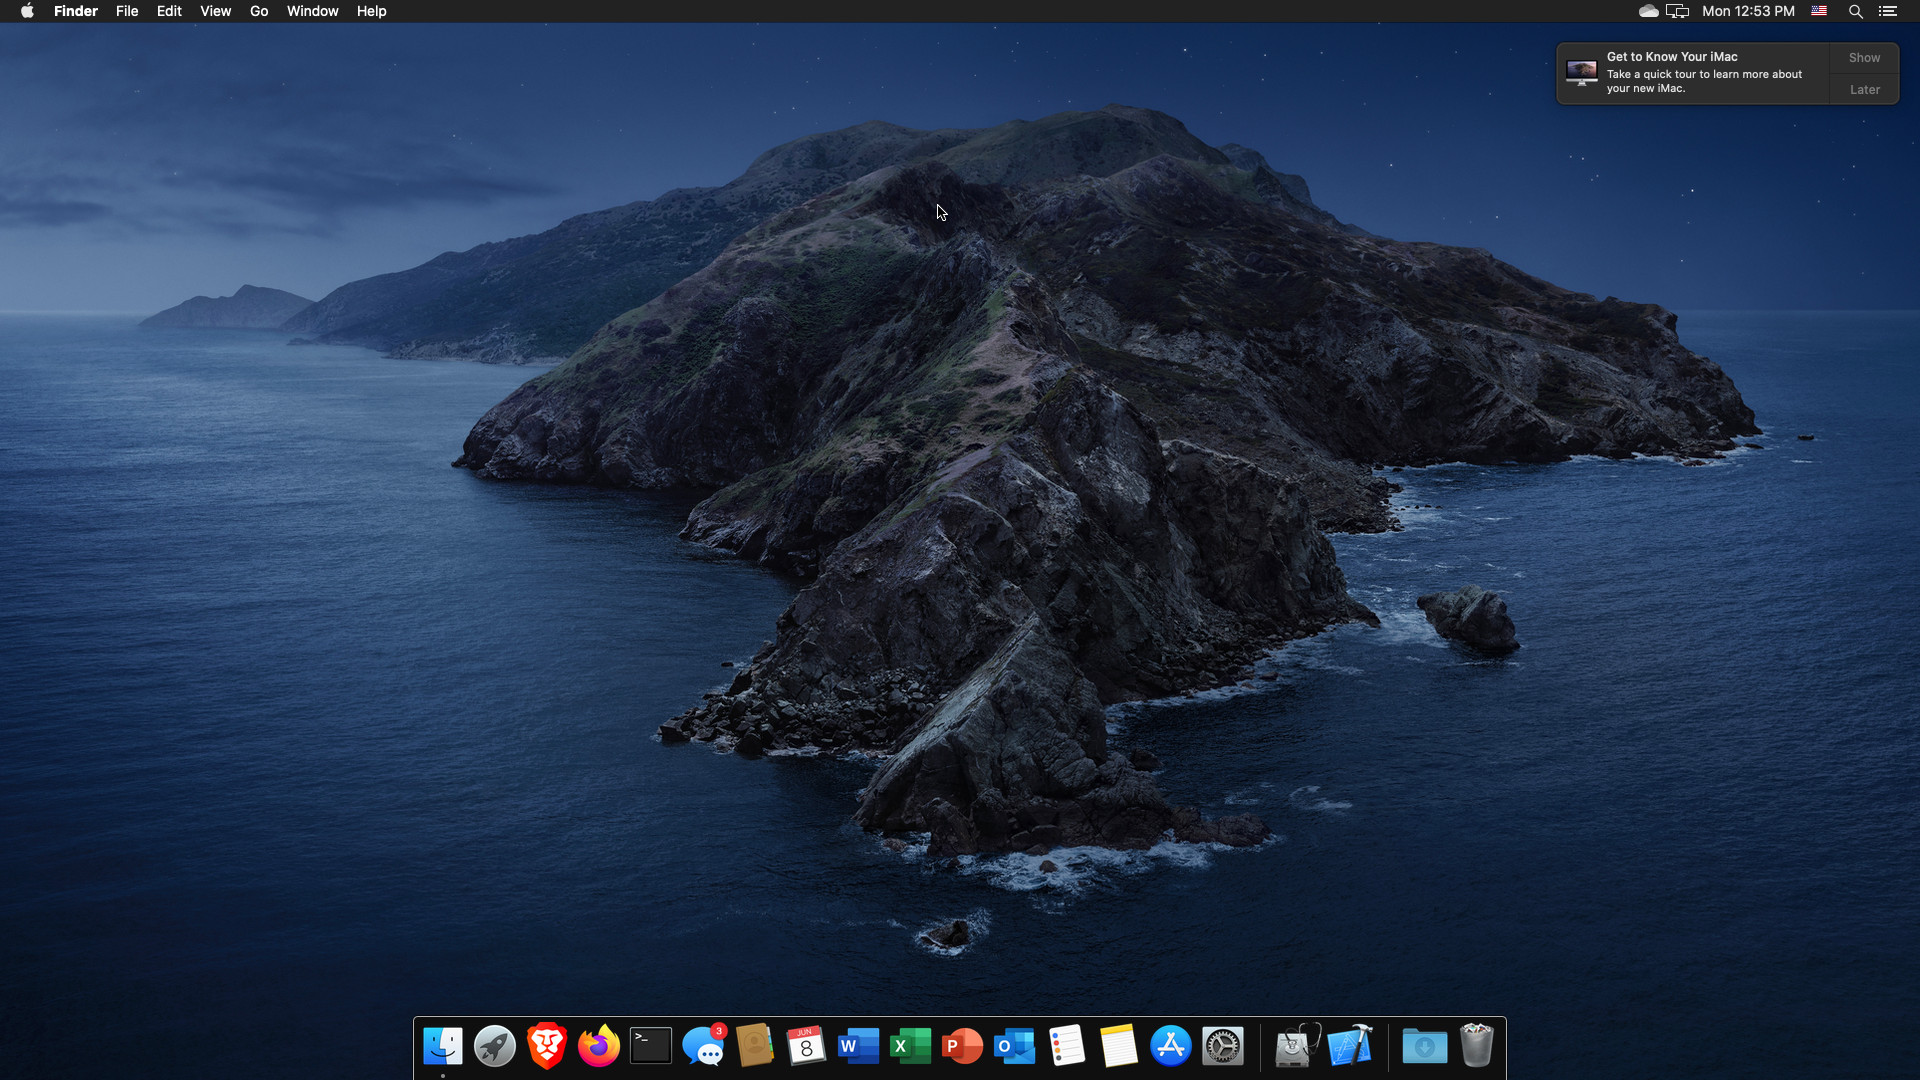 Finder File Edit View Go Window Help Mon 12:53 PM
Get to Know Your iMac
Take a quick tour to learn more about
your new iMac.
Show
Later
>_
3
JUN
8
W
X
P
O